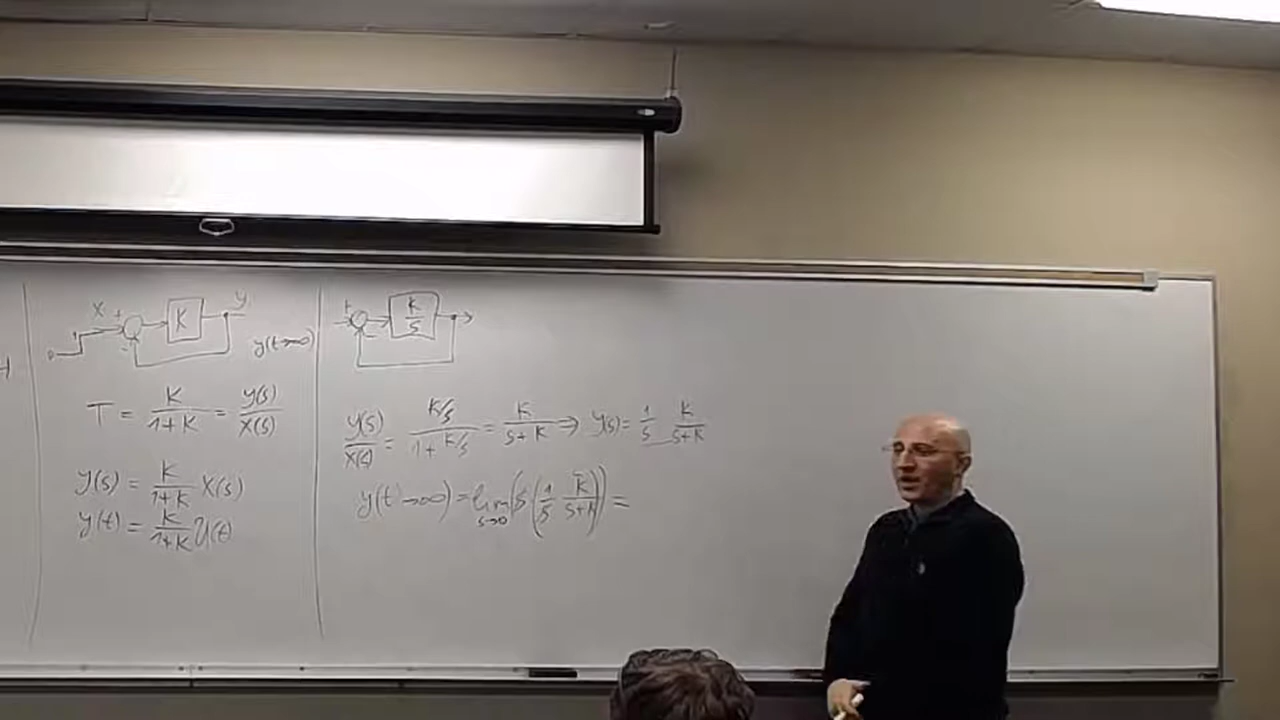 X + K y
-
y(t→∞)
T = K/(1+K) = y(s)/X(s)
y(s) = K/(1+K) X(s)
y(t) = K/(1+K) U(t)
+ K/s
-
y(s)/X(s) = (K/s)/(1 + K/s) = K/(s+K) ⇒ y(s) = 1/s K/(s+K)
y(t→∞) = lim s→0 (s (1/s K/(s+K))) =